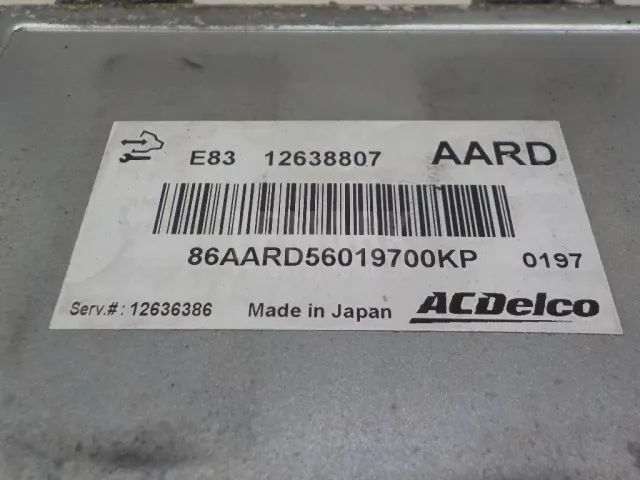 E83 12638807 AARD
86AARD56019700KP 0197
Serv.#: 12636386 Made in Japan ACDelco